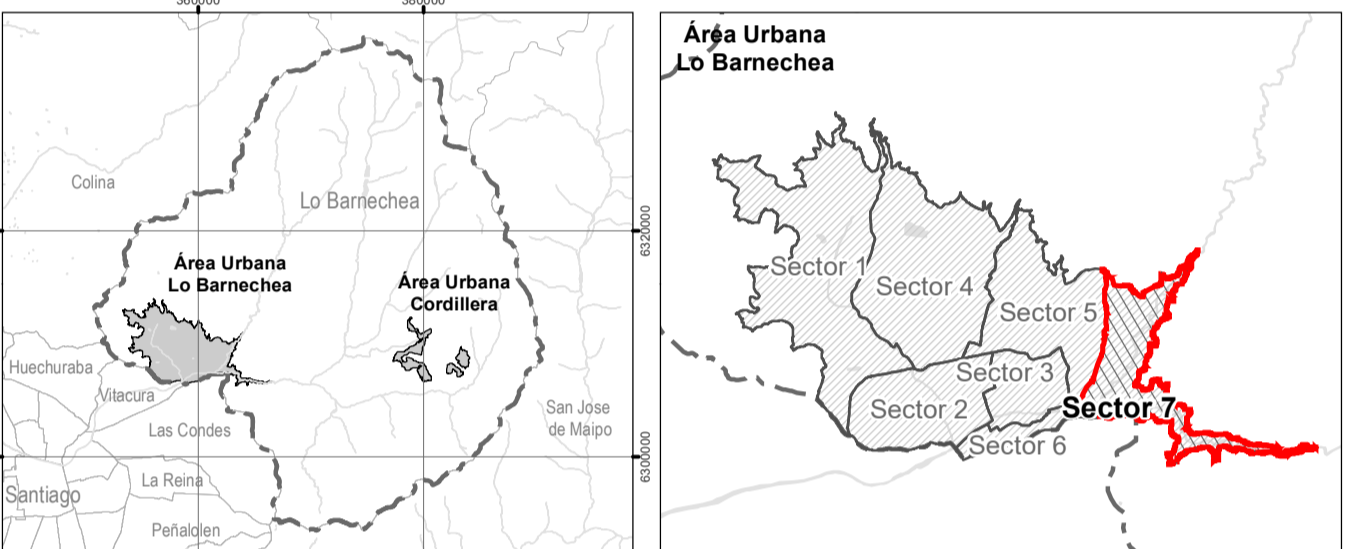 360000
380000
Colina
Lo Barnechea
6320000
Área Urbana
Lo Barnechea
Área Urbana
Cordillera
Huechuraba
Vitacura
Las Condes
San Jose
de Maipo
6300000
La Reina
Santiago
Peñalolen
Área Urbana
Lo Barnechea
Sector 1
Sector 4
Sector 5
Sector 3
Sector 2
Sector 7
Sector 6